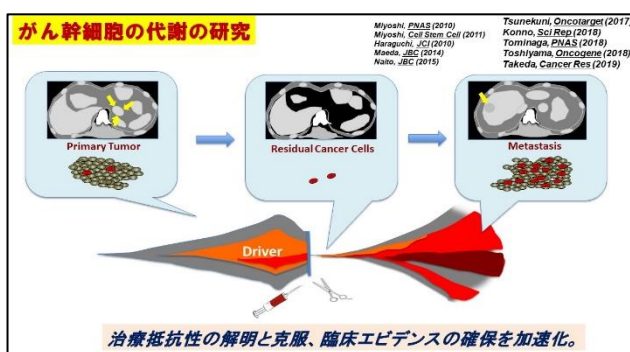 がん幹細胞の代謝の研究
Miyoshi, PNAS (2010)
Miyoshi, Cell Stem Cell (2011)
Haraguchi, JCI (2010)
Maeda, JBC (2014)
Naito, JBC (2015)
Tsunekuni, Oncotarget (2017)
Konno, Sci Rep (2018)
Tominaga, PNAS (2018)
Toshiyama, Oncogene (2018)
Takeda, Cancer Res (2019)
Primary Tumor
Residual Cancer Cells
Metastasis
Driver
治療抵抗性の解明と克服、臨床エビデンスの確保を加速化。